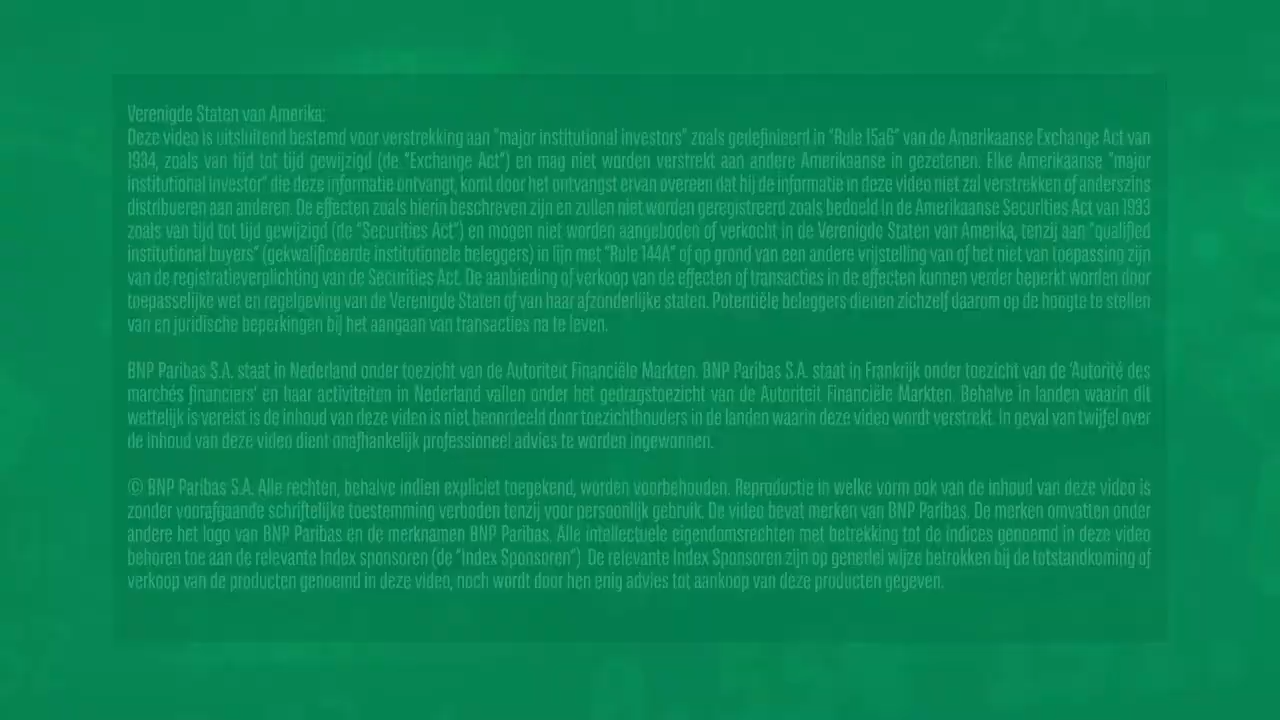 Verenigde Staten van Amerika:
Deze video is uitsluitend bestemd voor verstrekking aan "major institutional investors" zoals gedefinieerd in "Rule 15a6" van de Amerikaanse Exchange Act van
1934, zoals van tijd tot tijd gewijzigd (de "Exchange Act") en mag niet worden verstrekt aan andere Amerikaanse in gezetenen. Elke Amerikaanse "major
institutional investor" die deze informatie ontvangt, komt door het ontvangst ervan overeen dat hij de informatie in deze video niet zal verstrekken of anderszins
distribueren aan anderen. De effecten zoals hierin beschreven zijn en zullen niet worden geregistreerd zoals bedoeld in de Amerikaanse Securities Act van 1933
zoals van tijd tot tijd gewijzigd (de "Securities Act") en mogen niet worden aangeboden of verkocht in de Verenigde Staten van Amerika, tenzij aan "qualified
institutional buyers" (gekwalificeerde institutionele beleggers) in lijn met "Rule 144A" of op grond van een andere vrijstelling van of het niet van toepassing zijn
van de registratieverplichting van de Securities Act. De aanbieding of verkoop van de effecten of transacties in de effecten kunnen verder beperkt worden door
toepasselijke wet en regelgeving van de Verenigde Staten of van haar afzonderlijke staten. Potentiële beleggers dienen zichzelf daarom op de hoogte te stellen
van en juridische beperkingen bij het aangaan van transacties na te leven.
BNP Paribas S.A. staat in Nederland onder toezicht van de Autoriteit Financiële Markten. BNP Paribas S.A. staat in Frankrijk onder toezicht van de 'Autorité des
marchés financiers' en haar activiteiten in Nederland vallen onder het gedragstoezicht van de Autoriteit Financiële Markten. Behalve in landen waarin dit
wettelijk is vereist is de inhoud van deze video is niet beoordeeld door toezichthouders in de landen waarin deze video wordt verstrekt. In geval van twijfel over
de inhoud van deze video dient onafhankelijk professioneel advies te worden ingewonnen.
© BNP Paribas S.A. Alle rechten, behalve indien expliciet toegekend, worden voorbehouden. Reproductie in welke vorm ook van de inhoud van deze video is
zonder voorafgaande schriftelijke toestemming verboden tenzij voor persoonlijk gebruik. De video bevat merken van BNP Paribas. De merken omvatten onder
andere het logo van BNP Paribas en de merknamen BNP Paribas. Alle intellectuele eigendomsrechten met betrekking tot de indices genoemd in deze video
behoren toe aan de relevante Index sponsoren (de "Index Sponsoren"). De relevante Index Sponsoren zijn op generlei wijze betrokken bij de totstandkoming of
verkoop van de producten genoemd in deze video, noch wordt door hen enig advies tot aankoop van deze producten gegeven.